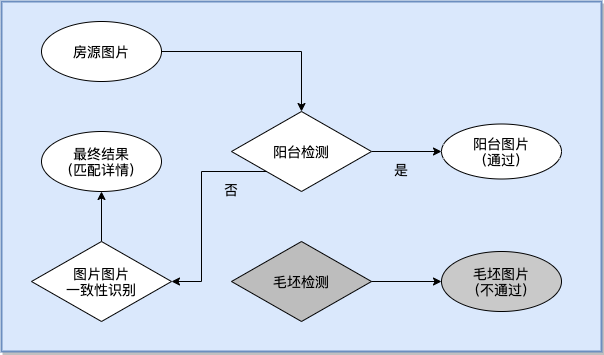 房源图片
阳台检测
阳台图片
(通过)
是
否
最终结果
(匹配详情)
图片图片
一致性识别
毛坯检测
毛坯图片
(不通过)